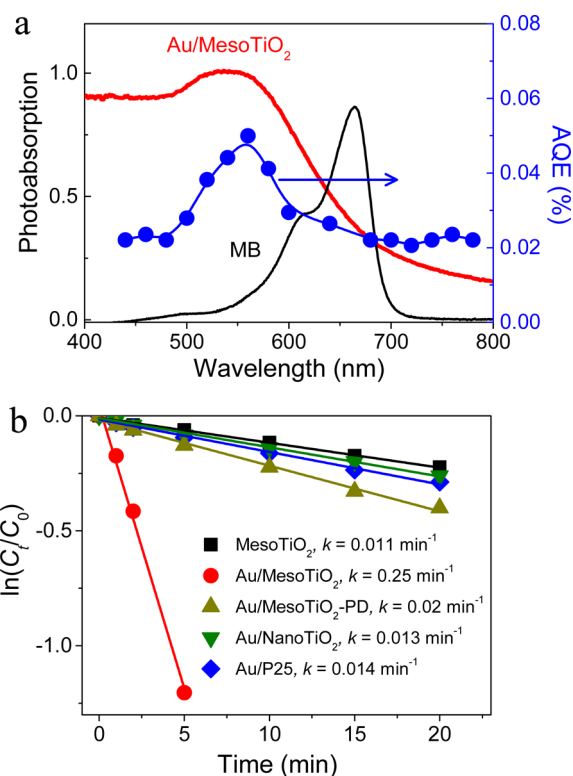 a
Au/MesoTiO₂
MB
Photoabsorption
1.0
0.5
0.0
0.08
0.06
0.04
0.02
0.00
AQE (%)
400 500 600 700 800
Wavelength (nm)
b
ln(Cₜ/C₀)
0.0
-0.5
-1.0
MesoTiO₂, k = 0.011 min⁻¹
Au/MesoTiO₂, k = 0.25 min⁻¹
Au/MesoTiO₂-PD, k = 0.02 min⁻¹
Au/NanoTiO₂, k = 0.013 min⁻¹
Au/P25, k = 0.014 min⁻¹
0 5 10 15 20
Time (min)